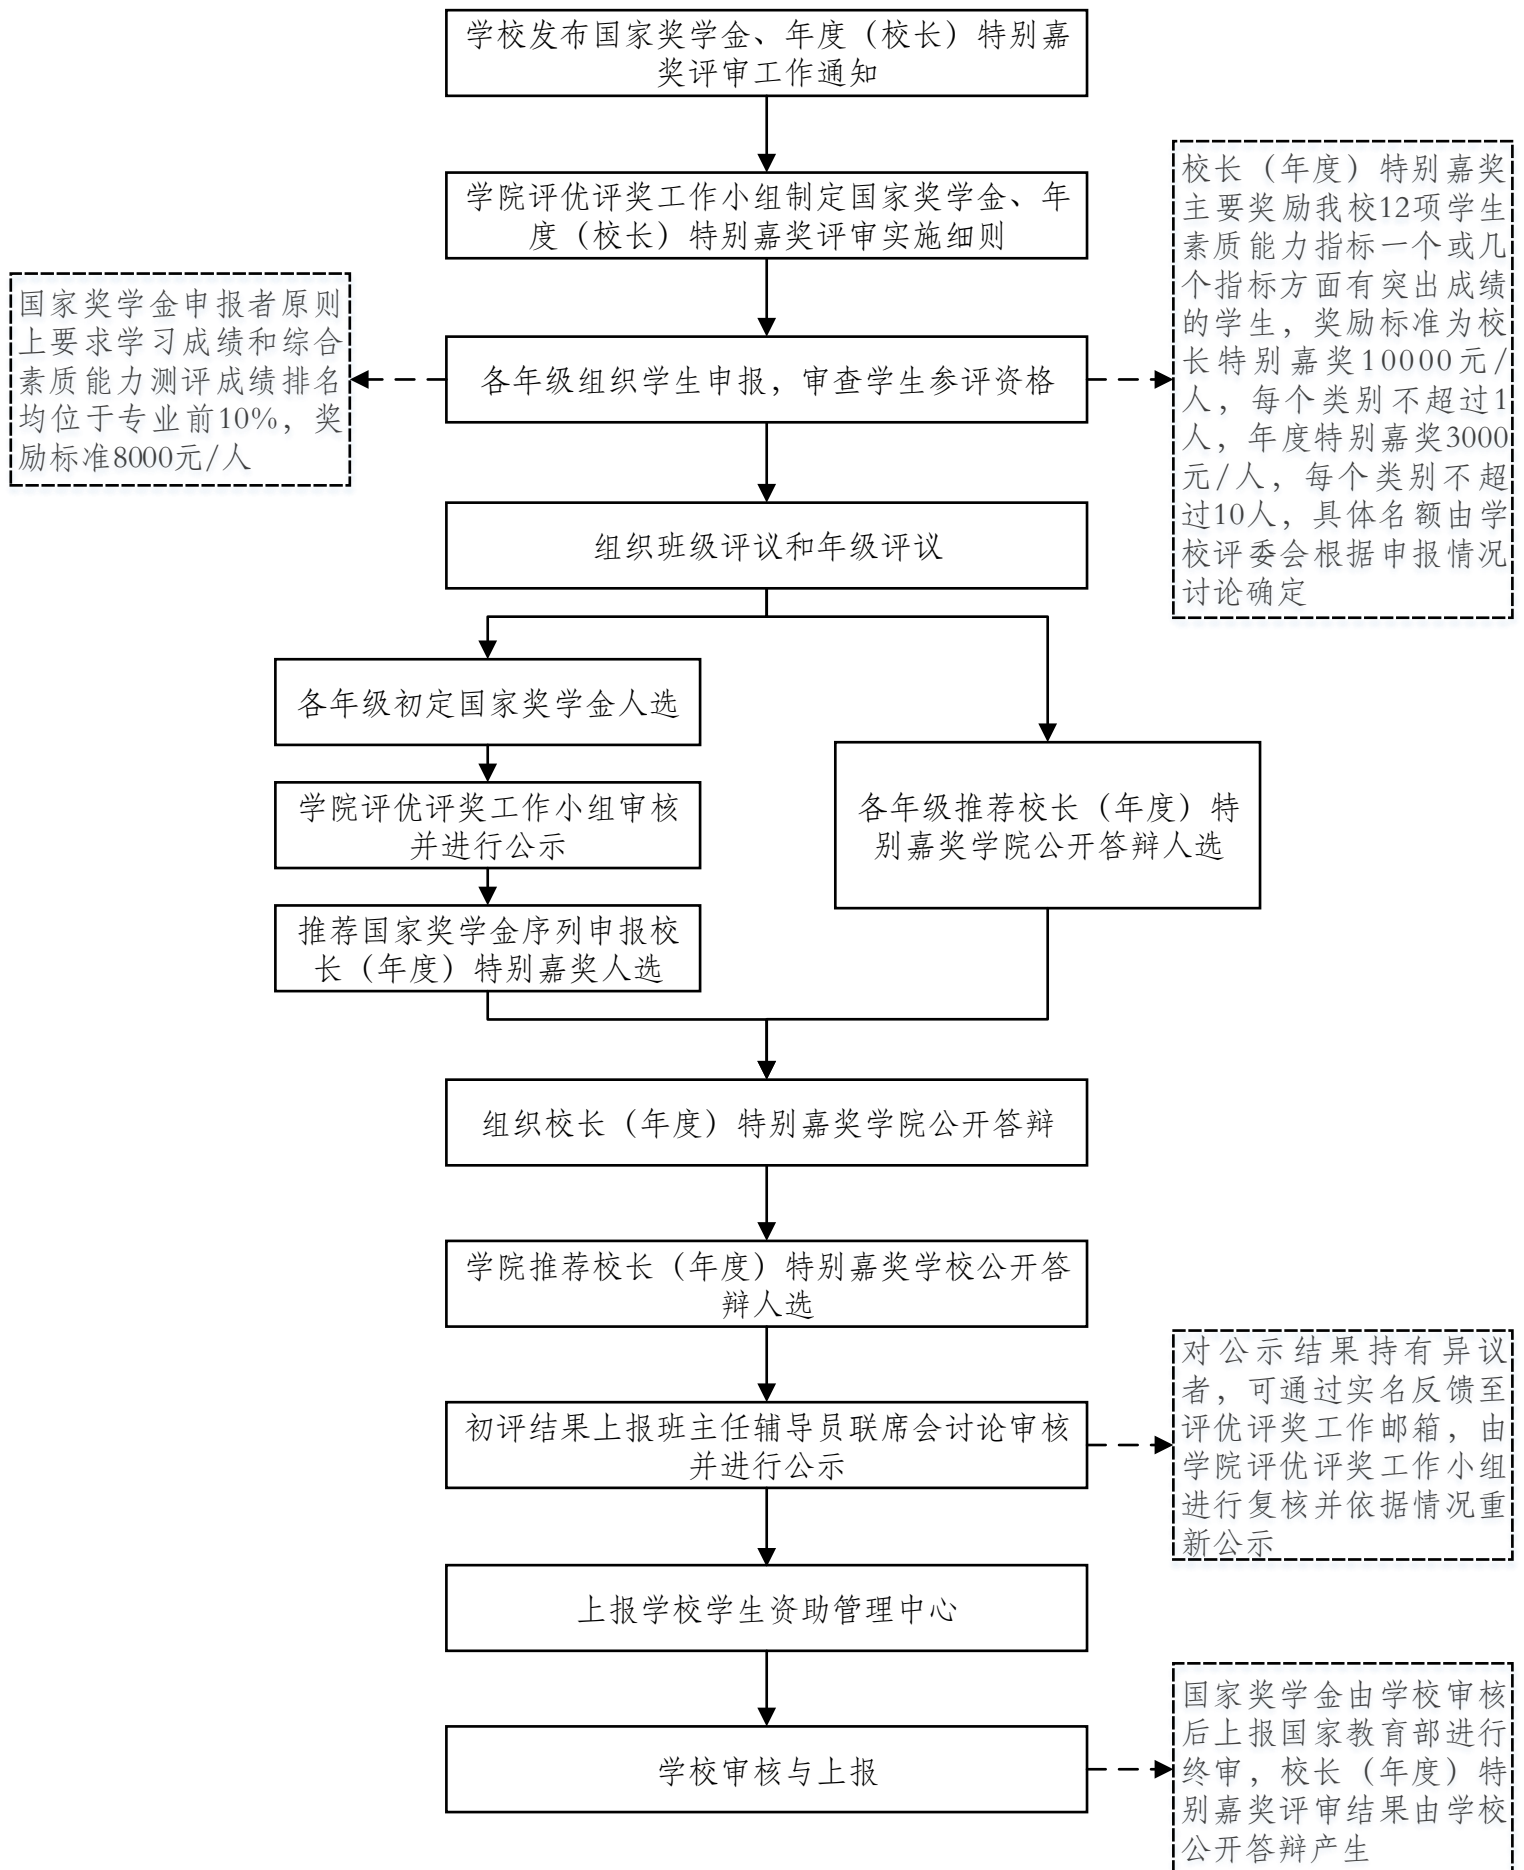 学校发布国家奖学金、年度（校长）特别嘉
奖评审工作通知
学院评优评奖工作小组制定国家奖学金、年
度（校长）特别嘉奖评审实施细则
校长（年度）特别嘉奖
主要奖励我校12项学生
素质能力指标一个或几
个指标方面有突出成绩
的学生，奖励标准为校
长特别嘉奖10000元/
人，每个类别不超过1
人，年度特别嘉奖3000
元/人，每个类别不超
过10人，具体名额由学
校评委会根据申报情况
讨论确定
国家奖学金申报者原则
上要求学习成绩和综合
素质能力测评成绩排名
均位于专业前10%，奖
励标准8000元/人
各年级组织学生申报，审查学生参评资格
组织班级评议和年级评议
各年级初定国家奖学金人选
学院评优评奖工作小组审核
并进行公示
推荐国家奖学金序列申报校
长（年度）特别嘉奖人选
各年级推荐校长（年度）特
别嘉奖学院公开答辩人选
组织校长（年度）特别嘉奖学院公开答辩
学院推荐校长（年度）特别嘉奖学校公开答
辩人选
初评结果上报班主任辅导员联席会讨论审核
并进行公示
对公示结果持有异议
者，可通过实名反馈至
评优评奖工作邮箱，由
学院评优评奖工作小组
进行复核并依据情况重
新公示
上报学校学生资助管理中心
学校审核与上报
国家奖学金由学校审核
后上报国家教育部进行
终审，校长（年度）特
别嘉奖评审结果由学校
公开答辩产生